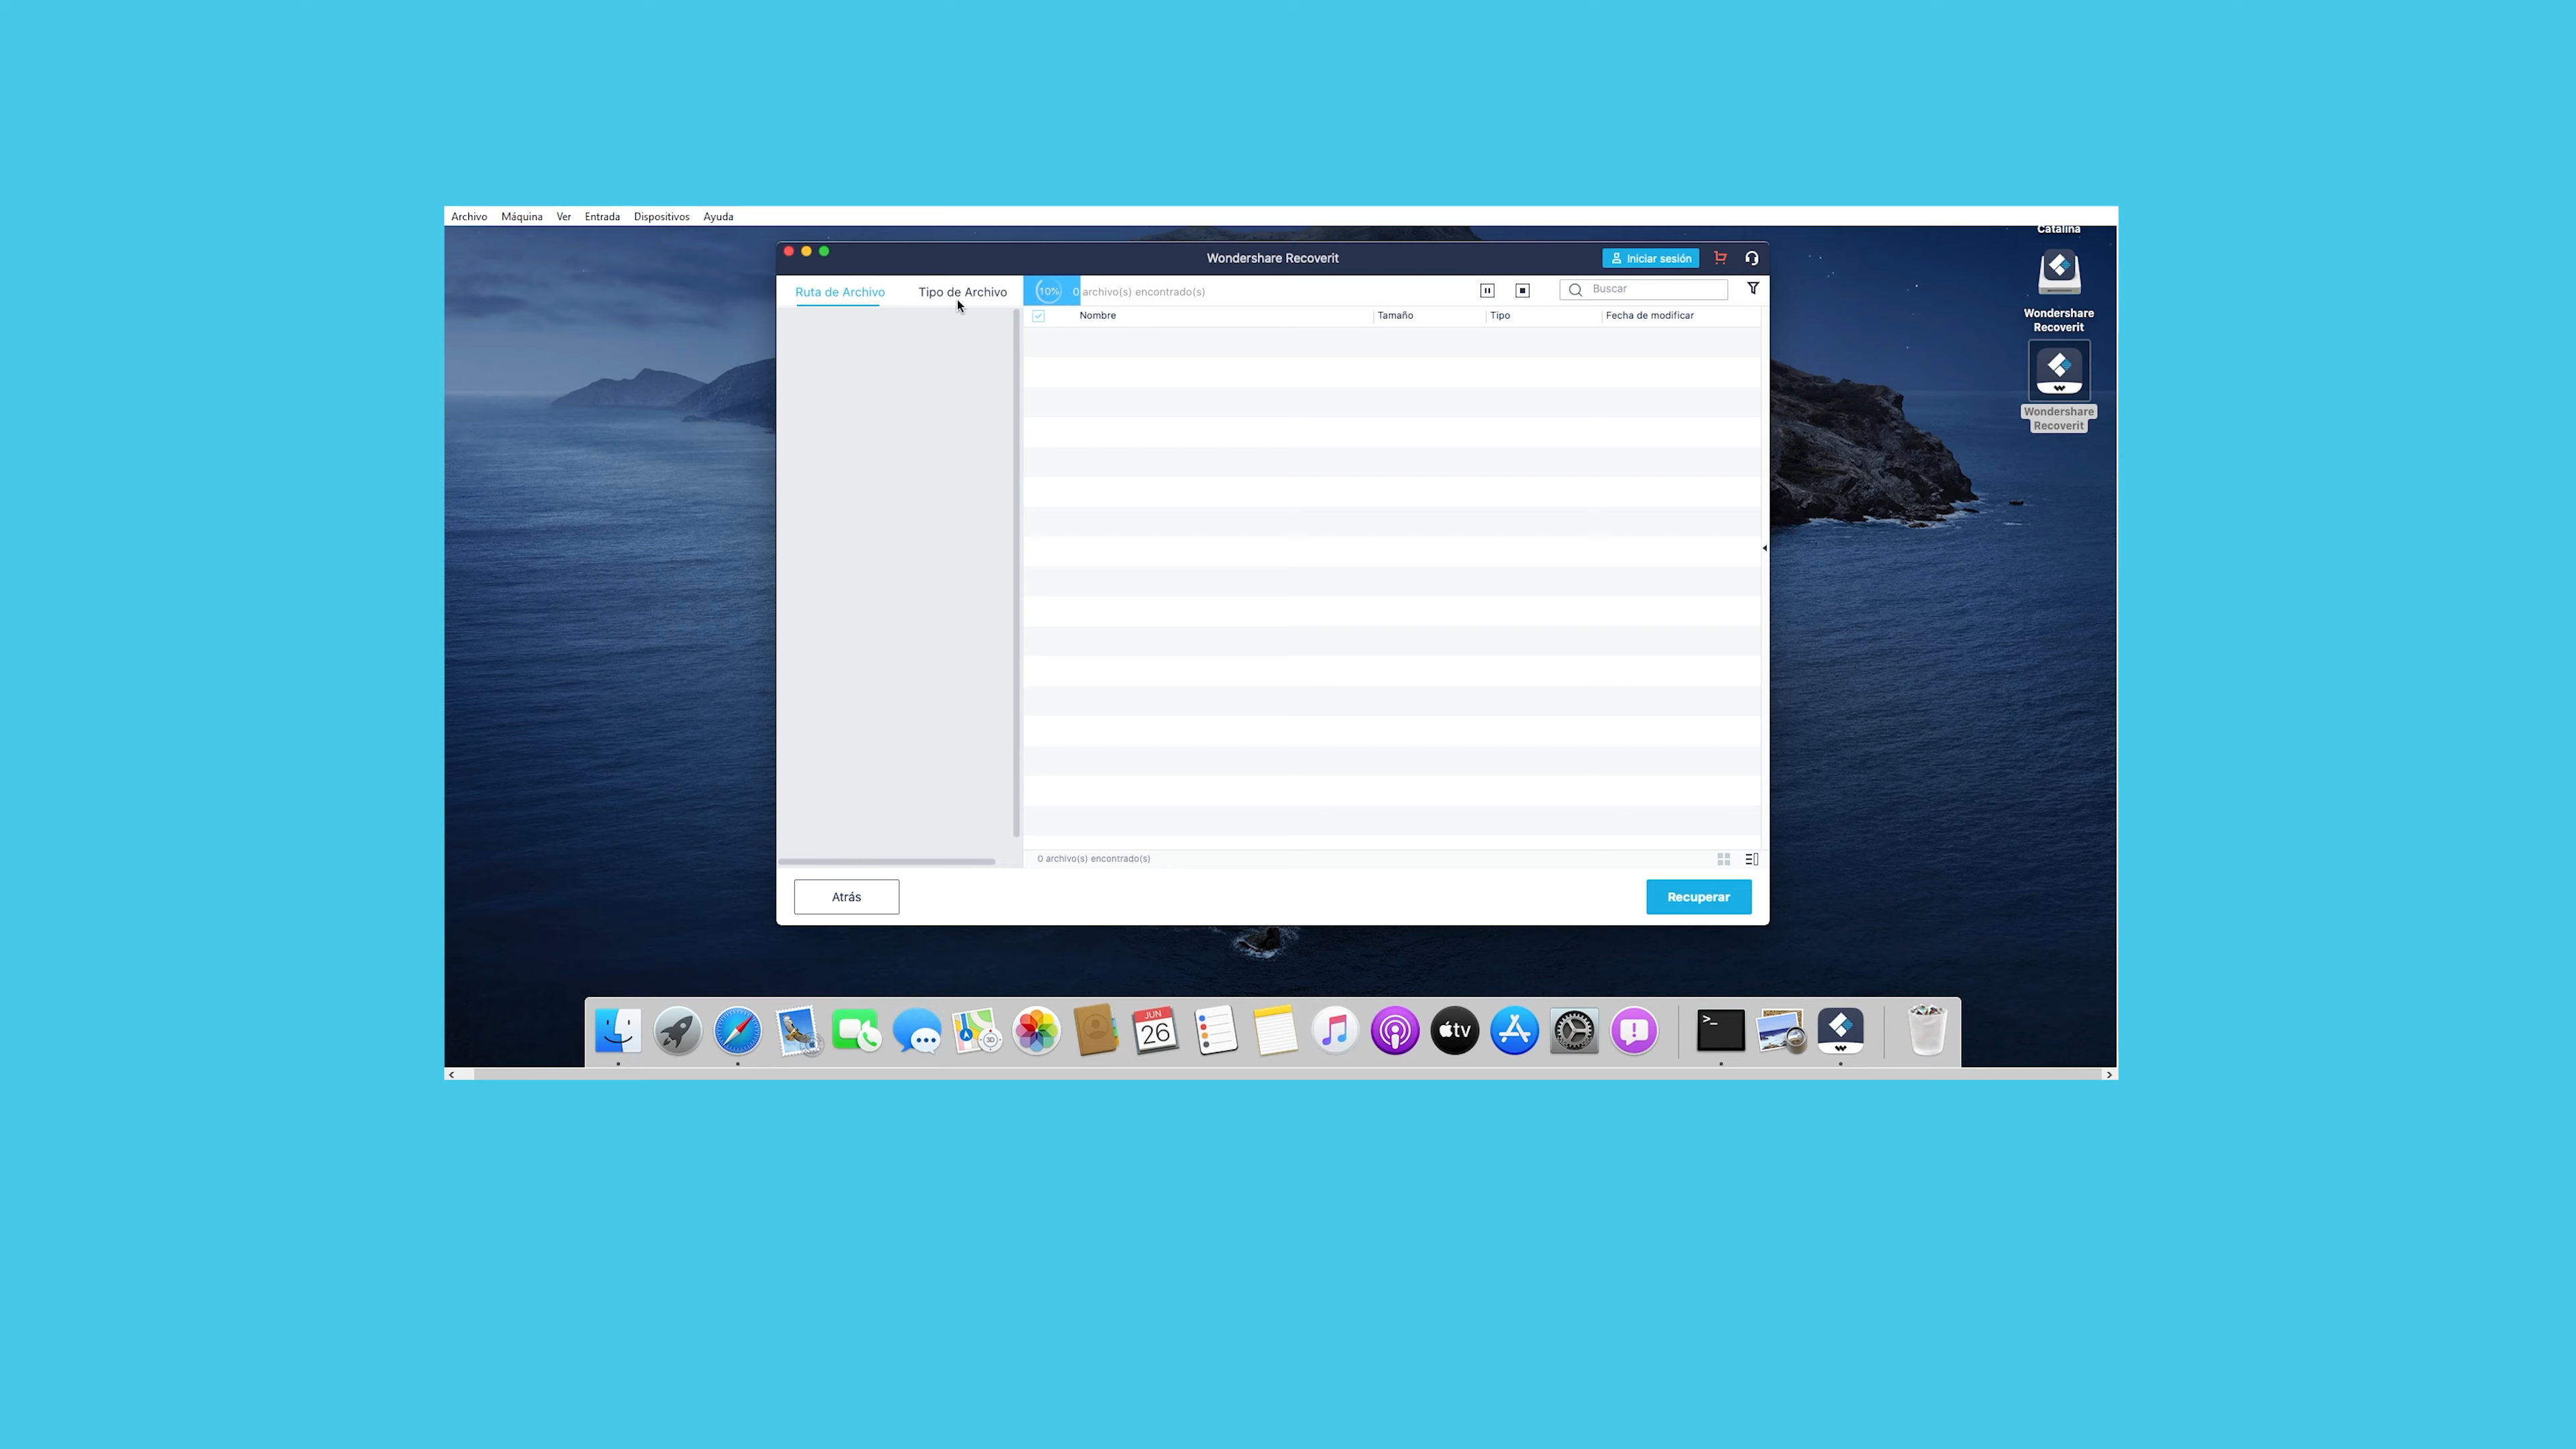 Archivo Máquina Ver Entrada Dispositivos Ayuda
Catalina
Wondershare Recoverit
Iniciar sesión
Ruta de Archivo Tipo de Archivo
10% 0 archivo(s) encontrado(s)
Buscar
Nombre Tamaño Tipo Fecha de modificar
Wondershare
Recoverit
Wondershare
Recoverit
0 archivo(s) encontrado(s)
Atrás
Recuperar
3D
JUN
26
tv
>_